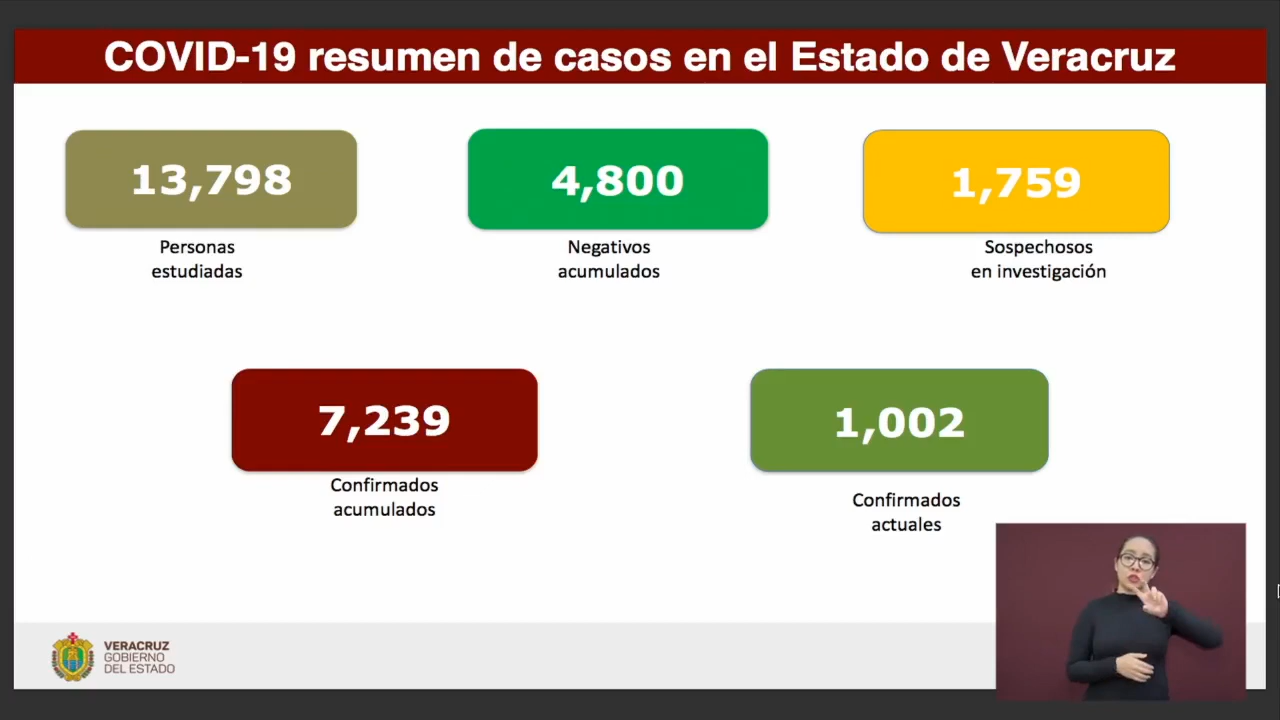 COVID-19 resumen de casos en el Estado de Veracruz
13,798
Personas
estudiadas
4,800
Negativos
acumulados
1,759
Sospechosos
en investigación
7,239
Confirmados
acumulados
1,002
Confirmados
actuales
VERACRUZ
GOBIERNO
DEL ESTADO